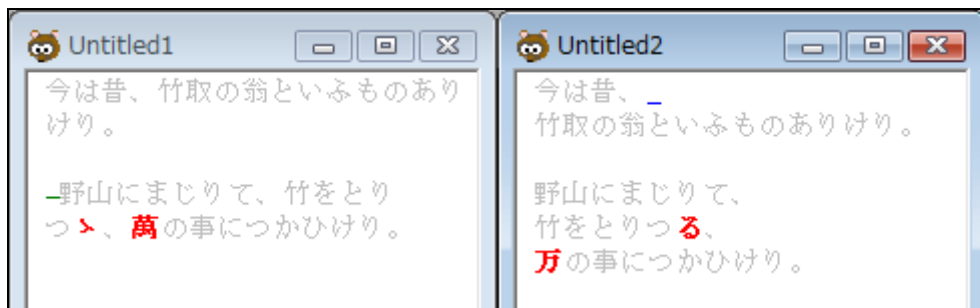 Untitled1
今は昔、竹取の翁といふものあり
けり。
_野山にまじりて、竹をとり
つゝ、萬の事につかひけり。
Untitled2
今は昔、_
竹取の翁といふものありけり。
野山にまじりて、
竹をとりつる、
万の事につかひけり。